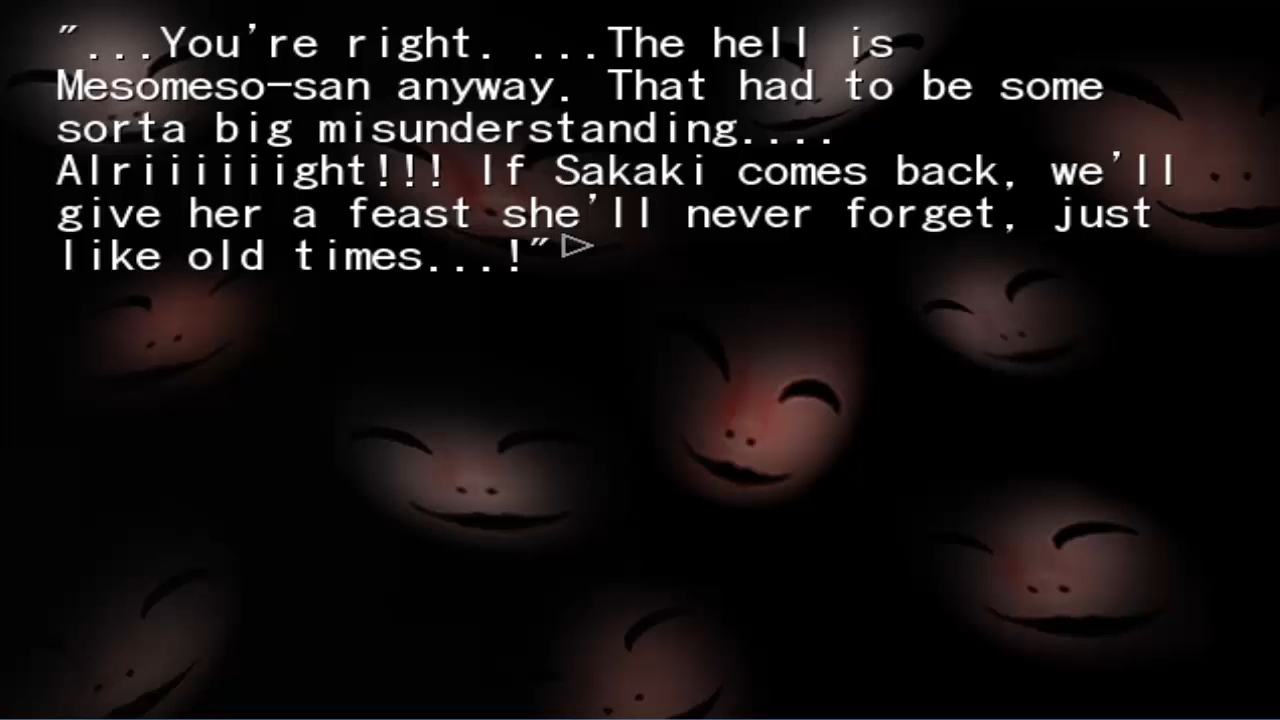 "...You're right. ...The hell is
Mesomeso-san anyway. That had to be some
sorta big misunderstanding....
Alriiiiiight!!! If Sakaki comes back, we'll
give her a feast she'll never forget, just
like old times...!"